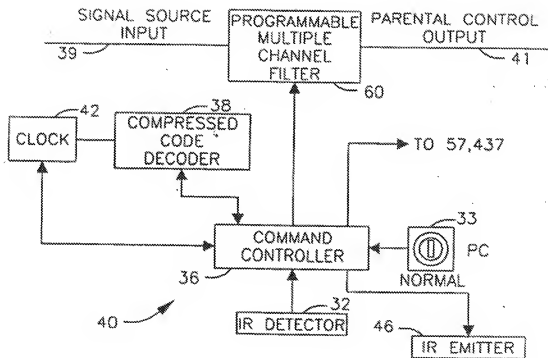 SIGNAL SOURCE
INPUT
39
PROGRAMMABLE
MULTIPLE
CHANNEL
FILTER
60
PARENTAL CONTROL
OUTPUT
41
42
CLOCK
38
COMPRESSED
CODE
DECODER
TO 57,437
33
PC
NORMAL
COMMAND
CONTROLLER
36
40
32
IR DETECTOR
46
IR EMITTER